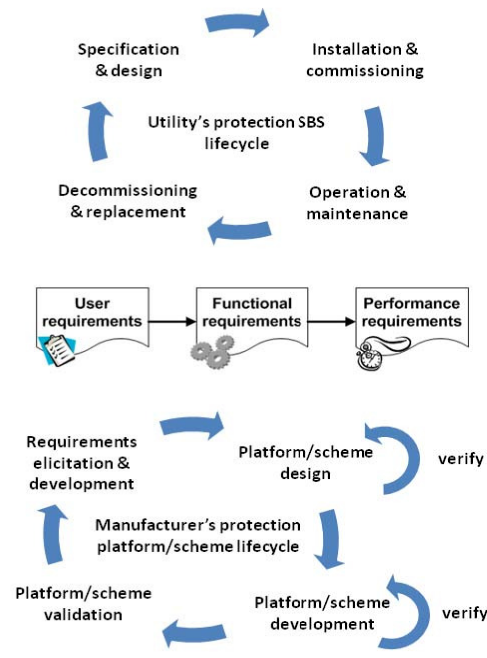 Specification
& design
Installation &
commissioning
Utility's protection SBS
lifecycle
Decommissioning
& replacement
Operation &
maintenance
User
requirements
Functional
requirements
Performance
requirements
Requirements
elicitation &
development
Platform/scheme
design
verify
Manufacturer's protection
platform/scheme lifecycle
Platform/scheme
validation
Platform/scheme
development
verify